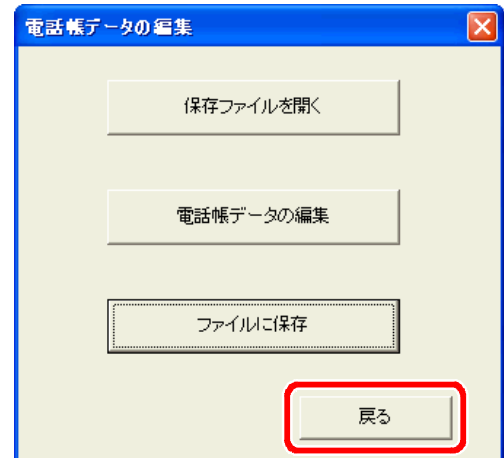 電話帳データの編集
保存ファイルを開く
電話帳データの編集
ファイルに保存
戻る